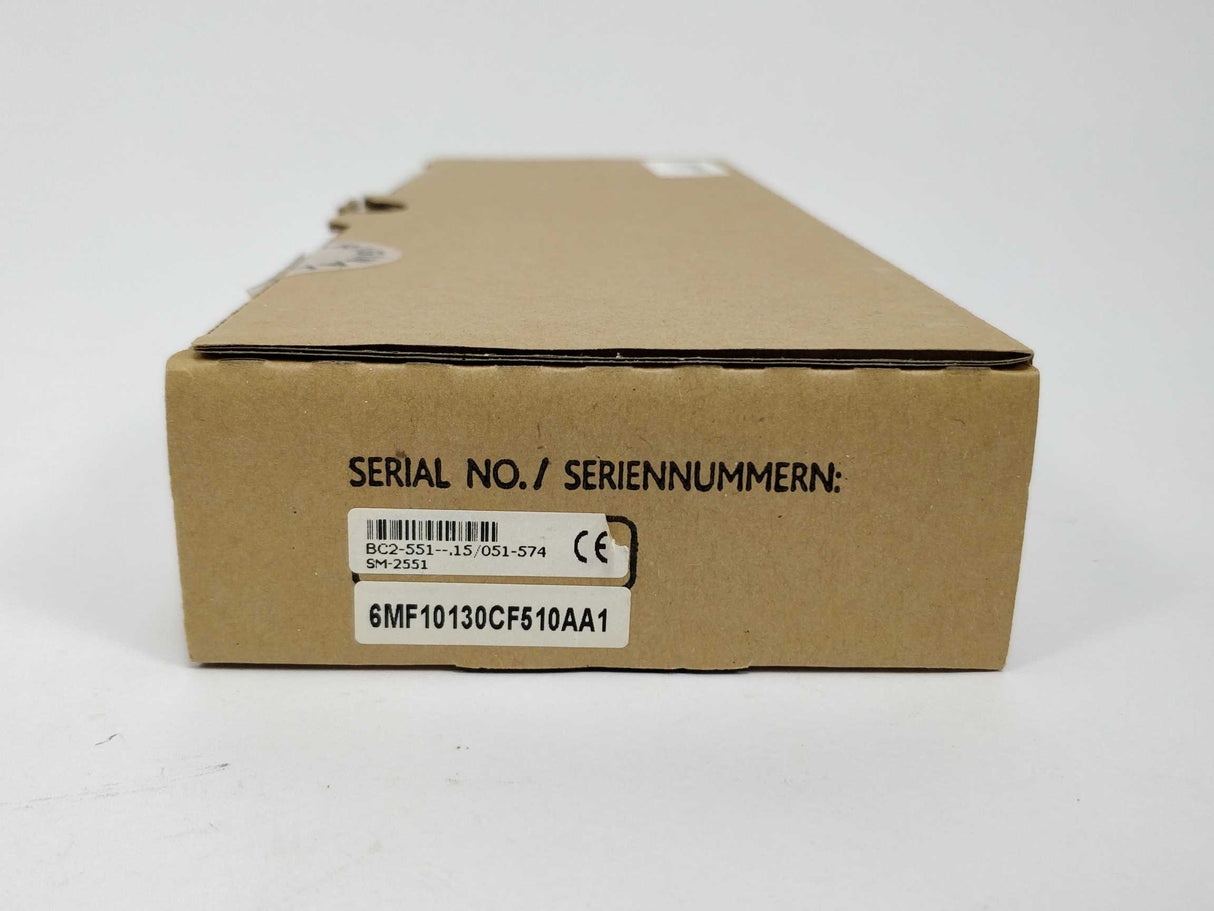 SERIAL NO./ SERIENNUMMERN:
BC2-551--.15/051-574 CE
SM-2551
6MF10130CF510AA1